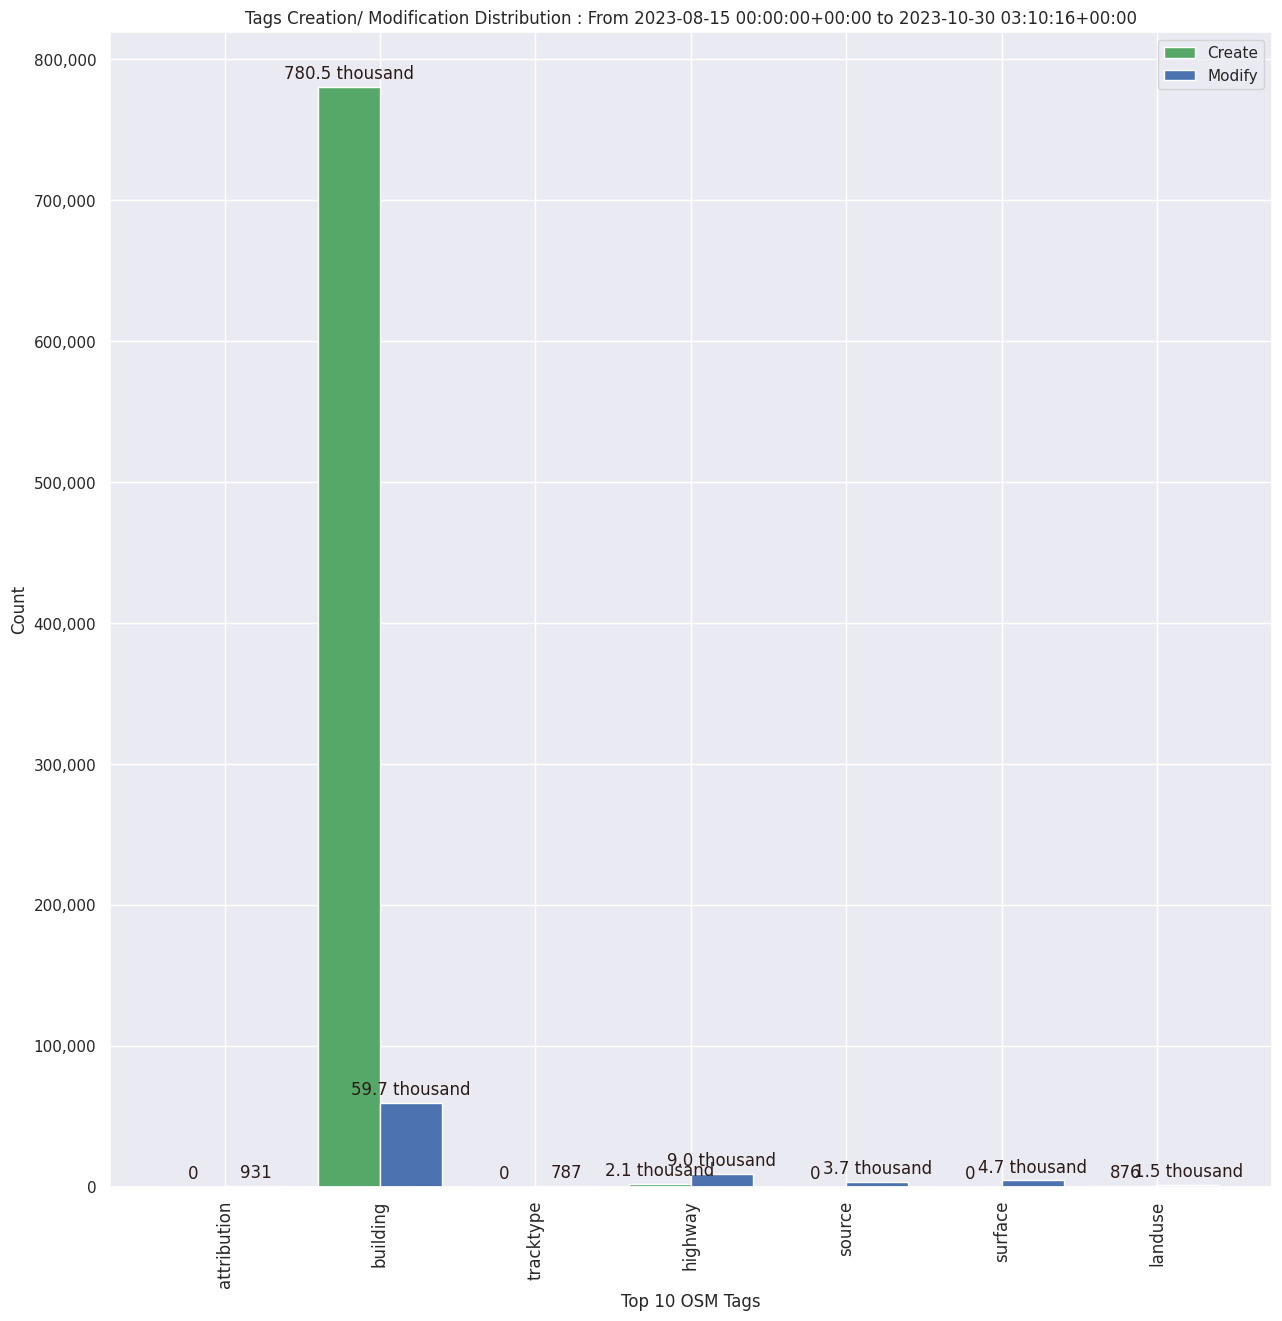 Tags Creation/ Modification Distribution : From 2023-08-15 00:00:00+00:00 to 2023-10-30 03:10:16+00:00
Create
Modify
800,000
700,000
600,000
500,000
400,000
300,000
200,000
100,000
0
Count
780.5 thousand
59.7 thousand
0
931
0
787
2.1 thousand
9.0 thousand
0
3.7 thousand
0
4.7 thousand
876
1.5 thousand
attribution
building
tracktype
highway
source
surface
landuse
Top 10 OSM Tags